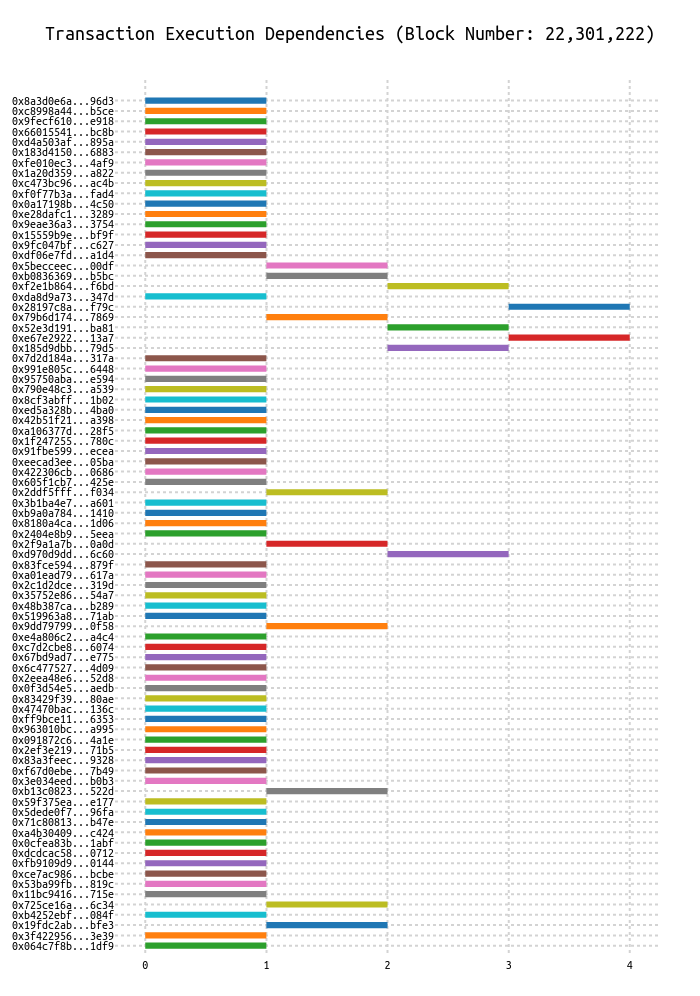 Transaction Execution Dependencies (Block Number: 22,301,222)
0x8a3d0e6a...96d3
0xc8998a44...b5ce
0x9fecf610...e918
0x66015541...bc8b
0xd4a503af...895a
0x183d4150...6883
0xfe010ec3...4af9
0x1a20d359...a822
0xc473bc96...ac4b
0xf0f77b3a...fad4
0x0a17198b...4c50
0xe28dafc1...3289
0x9eae36a3...3754
0x15559b9e...bf9f
0x9fc047bf...c627
0xdf06e7fd...a1d4
0x5becceec...00df
0xb0836369...b5bc
0xf2e1b864...f6bd
0xda8d9a73...347d
0x28197c8a...f79c
0x79b6d174...7869
0x52e3d191...ba81
0xe67e2922...13a7
0x185d9dbb...79d5
0x7d2d184a...317a
0x991e805c...6448
0x95750aba...e594
0x790e48c3...a539
0x8cf3abff...1b02
0xed5a328b...4ba0
0x42b51f21...a398
0xa106377d...28f5
0x1f247255...780c
0x91fbe599...ecea
0xeecad3ee...05ba
0x422306cb...0686
0x605f1cb7...425e
0x2ddf5fff...f034
0x3b1ba4e7...a601
0xb9a0a784...1410
0x8180a4ca...1d06
0x2404e8b9...5eea
0x2f9a1a7b...0a0d
0xd970d9dd...6c60
0x83fce594...879f
0xa01ead79...617a
0x2c1d2dce...319d
0x35752e86...54a7
0x48b387ca...b289
0x519963a8...71ab
0x9dd79799...0f58
0xe4a806c2...a4c4
0xc7d2cbe8...6074
0x67bd9ad7...e775
0x6c477527...4d09
0x2eea48e6...52d8
0x0f3d54e5...aedb
0x83429f39...80ae
0x47470bac...136c
0xff9bce11...6353
0x963010bc...a995
0x091872c6...4a1e
0x2ef3e219...71b5
0x83a3feec...9328
0xf67d0ebe...7b49
0x3e034eed...b0b3
0xb13c0823...522d
0x59f375ea...e177
0x5dede0f7...96fa
0x71c80813...b47e
0xa4b30409...c424
0x0cfea83b...1abf
0xdcdcac58...0712
0xfb9109d9...0144
0xce7ac986...bcbe
0x53ba99fb...819c
0x11bc9416...715e
0x725ce16a...6c34
0xb4252ebf...084f
0x19fdc2ab...bfe3
0x3f422956...3e39
0x064c7f8b...1df9
0 1 2 3 4